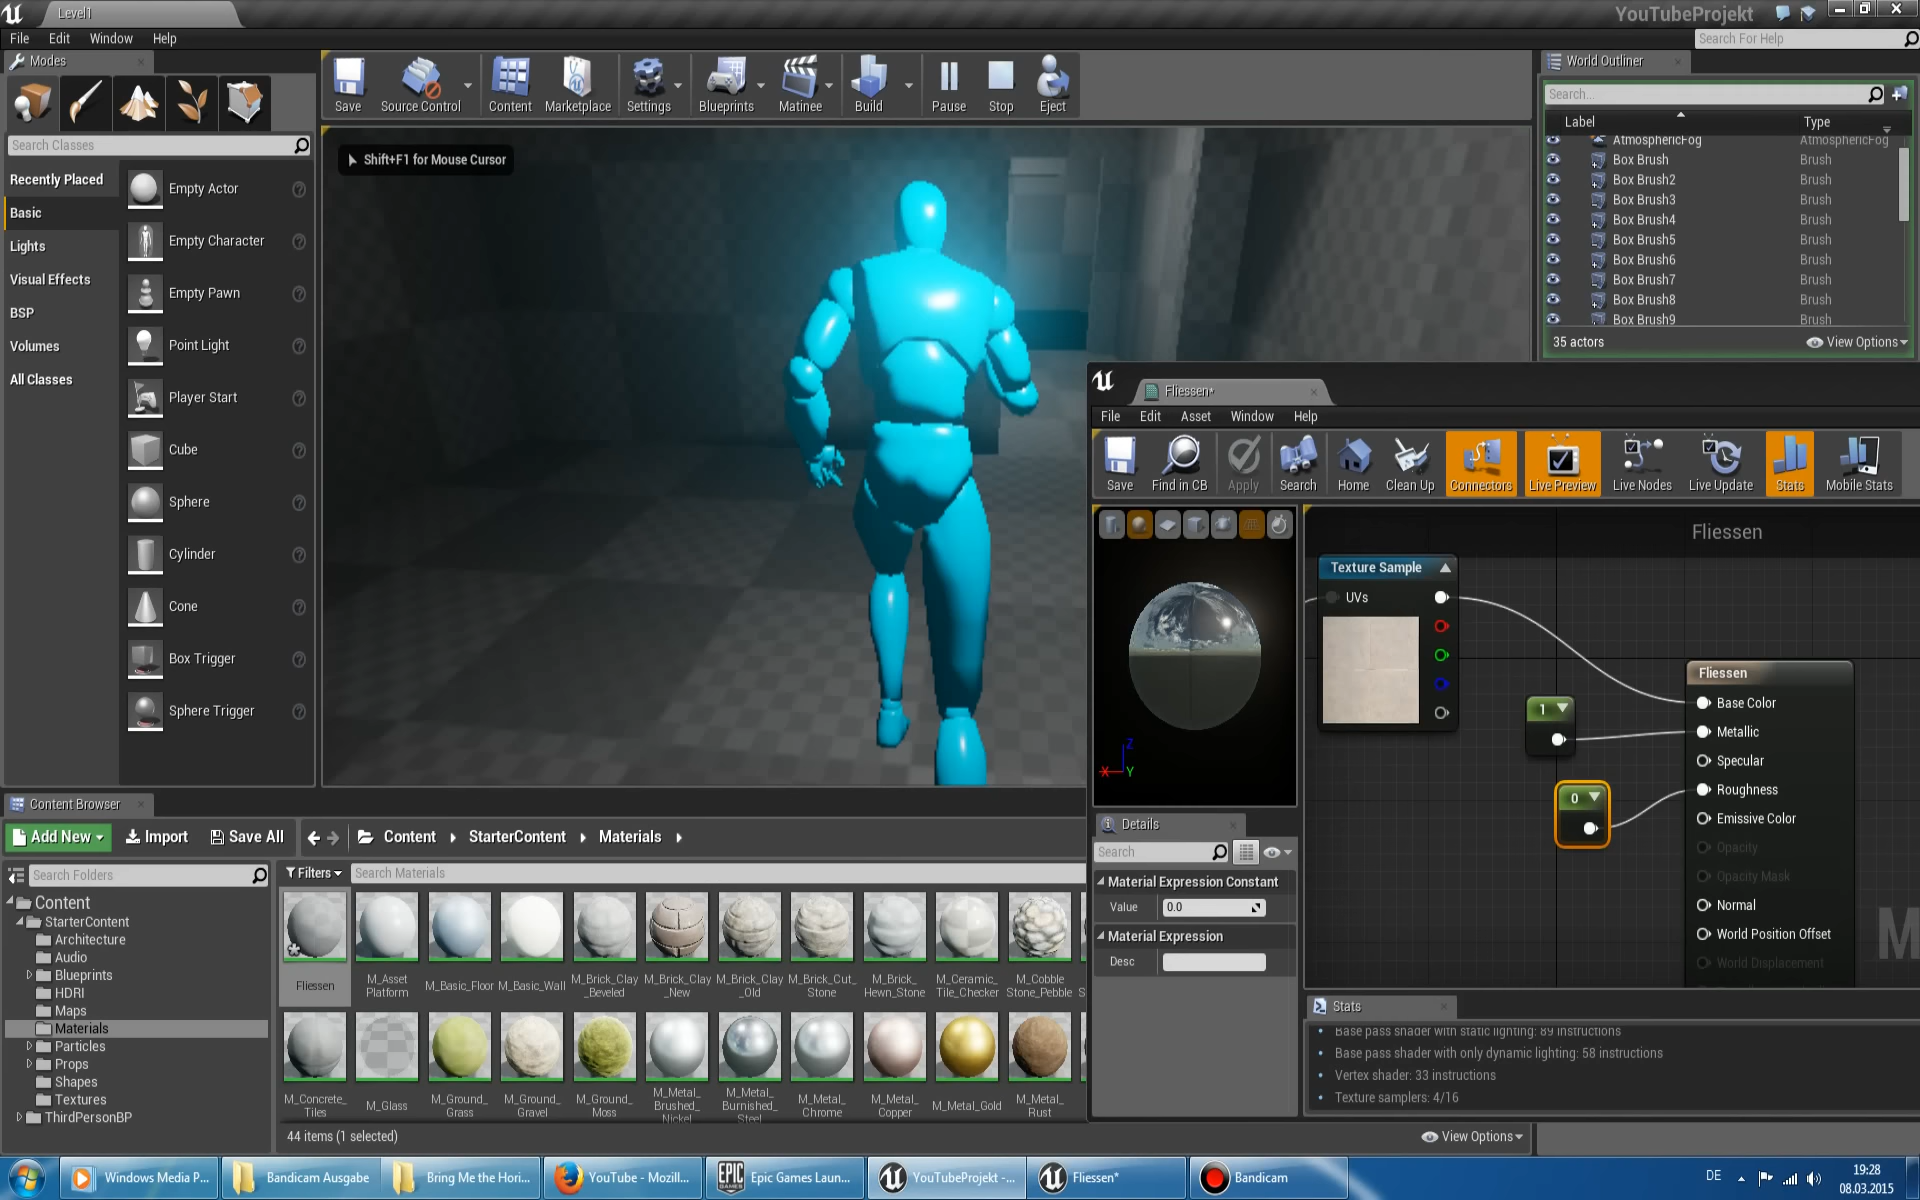 Level1
YouTubeProjekt
File Edit Window Help
Search For Help
Modes
Search Classes
Recently Placed
Basic
Lights
Visual Effects
BSP
Volumes
All Classes
Empty Actor
Empty Character
Empty Pawn
Point Light
Player Start
Cube
Sphere
Cylinder
Cone
Box Trigger
Sphere Trigger
Save Source Control Content Marketplace Settings Blueprints Matinee Build Pause Stop Eject
Shift+F1 for Mouse Cursor
World Outliner
Search...
Label Type
AtmosphericFog AtmosphericFog
Box Brush Brush
Box Brush2 Brush
Box Brush3 Brush
Box Brush4 Brush
Box Brush5 Brush
Box Brush6 Brush
Box Brush7 Brush
Box Brush8 Brush
Box Brush9 Brush
35 actors View Options
Fliessen*
File Edit Asset Window Help
Save Find in CB Apply Search Home Clean Up Connectors Live Preview Live Nodes Live Update Stats Mobile Stats
Fliessen
Texture Sample
UVs
1
0
Fliessen
Base Color
Metallic
Specular
Roughness
Emissive Color
Opacity
Opacity Mask
Normal
World Position Offset
World Displacement
M
Z
X Y
Details
Search
Material Expression Constant
Value 0.0
Material Expression
Desc
Stats
Base pass shader with static lighting: 89 instructions
Base pass shader with only dynamic lighting: 58 instructions
Vertex shader: 33 instructions
Texture samplers: 4/16
Content Browser
Add New Import Save All Content StarterContent Materials
Search Folders
Filters Search Materials
Content
StarterContent
Architecture
Audio
Blueprints
HDRI
Maps
Materials
Particles
Props
Shapes
Textures
ThirdPersonBP
Fliessen
M_Asset
Platform
M_Basic_Floor
M_Basic_Wall
M_Brick_Clay
_Beveled
M_Brick_Clay
_New
M_Brick_Clay
_Old
M_Brick_Cut_
Stone
M_Brick_
Hewn_Stone
M_Ceramic_
Tile_Checker
M_Cobble
Stone_Pebble
M_Concrete_
Tiles
M_Glass
M_Ground_
Grass
M_Ground_
Gravel
M_Ground_
Moss
M_Metal_
Brushed_
Nickel
M_Metal_
Burnished_
Steel
M_Metal_
Chrome
M_Metal_
Copper
M_Metal_Gold
M_Metal_
Rust
44 items (1 selected)
View Options
Windows Media P...
Bandicam Ausgabe
Bring Me the Hori...
YouTube - Mozill...
EPIC
GAMES
Epic Games Laun...
YouTubeProjekt -...
Fliessen*
Bandicam
DE
19:28
08.03.2015